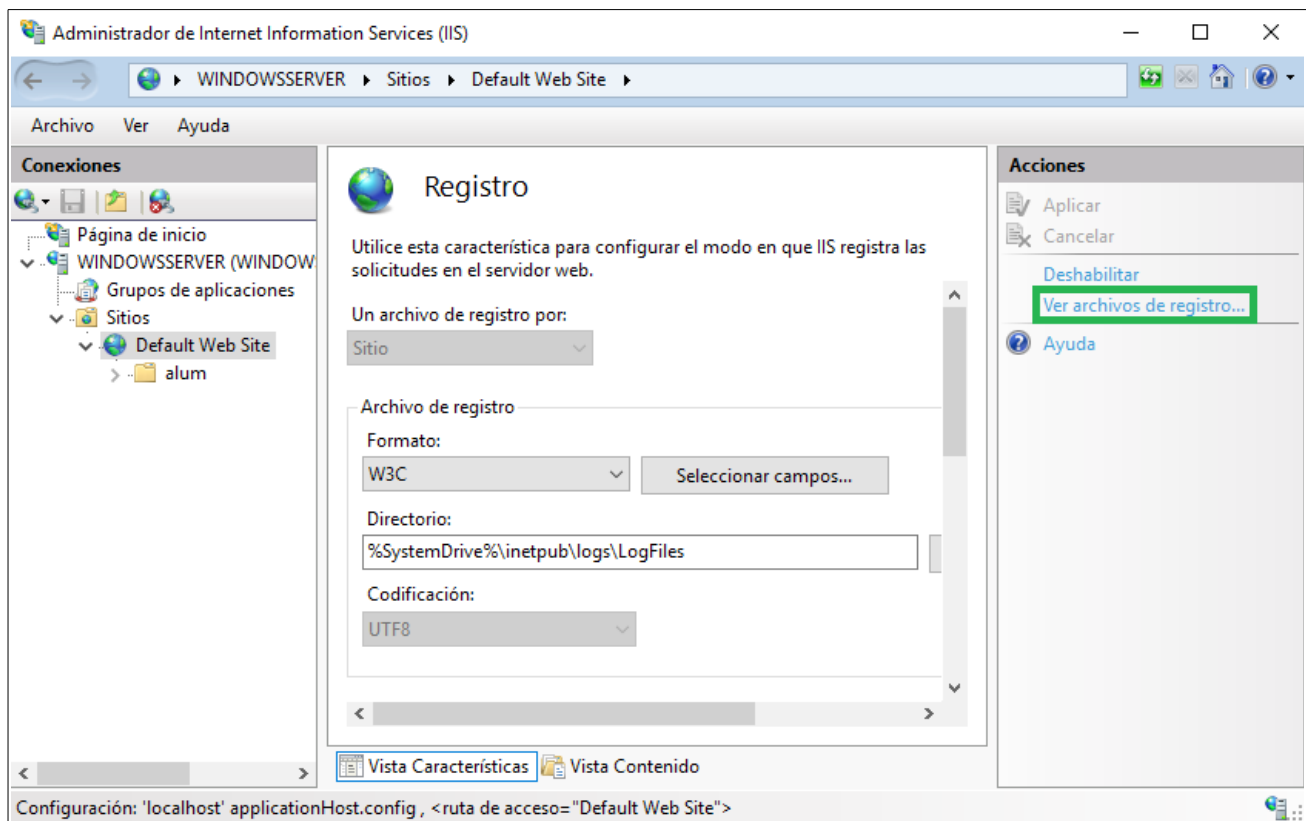 Administrador de Internet Information Services (IIS)
WINDOWSSERVER Sitios Default Web Site
Archivo Ver Ayuda
Conexiones
Página de inicio
WINDOWSSERVER (WINDOW
Grupos de aplicaciones
Sitios
Default Web Site
alum
Registro
Utilice esta característica para configurar el modo en que IIS registra las
solicitudes en el servidor web.
Un archivo de registro por:
Sitio
Archivo de registro
Formato:
W3C Seleccionar campos...
Directorio:
%SystemDrive%\inetpub\logs\LogFiles
Codificación:
UTF8
Vista Características Vista Contenido
Acciones
Aplicar
Cancelar
Deshabilitar
Ver archivos de registro...
Ayuda
Configuración: 'localhost' applicationHost.config , <ruta de acceso="Default Web Site">